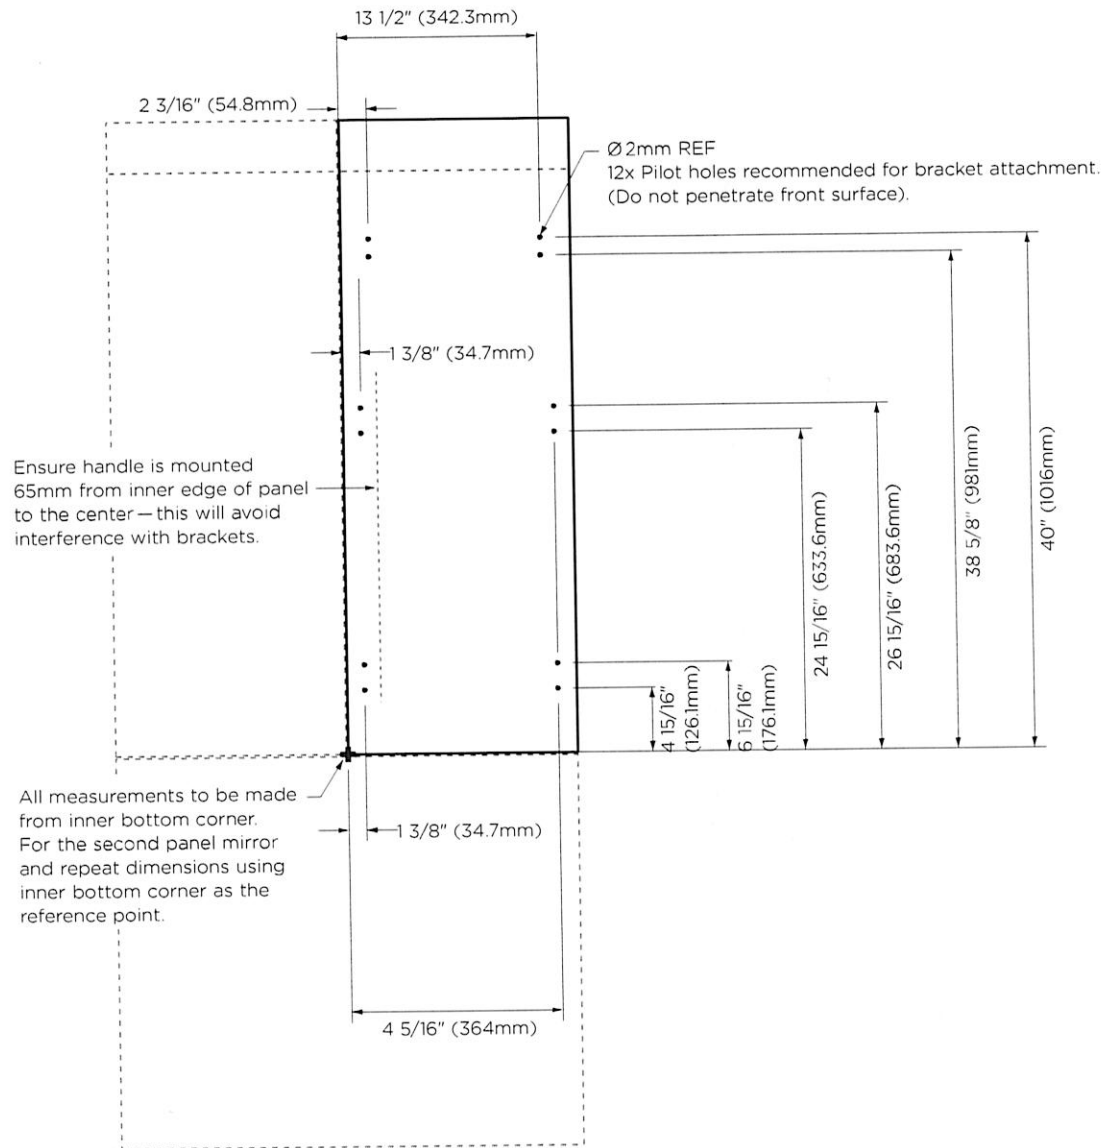 13 1/2" (342.3mm)
2 3/16" (54.8mm)
Ø2mm REF
12x Pilot holes recommended for bracket attachment.
(Do not penetrate front surface).
1 3/8" (34.7mm)
Ensure handle is mounted
65mm from inner edge of panel
to the center — this will avoid
interference with brackets.
4 15/16"
(126.1mm)
6 15/16"
(176.1mm)
24 15/16" (633.6mm)
26 15/16" (683.6mm)
38 5/8" (981mm)
40" (1016mm)
All measurements to be made
from inner bottom corner.
For the second panel mirror
and repeat dimensions using
inner bottom corner as the
reference point.
1 3/8" (34.7mm)
4 5/16" (364mm)